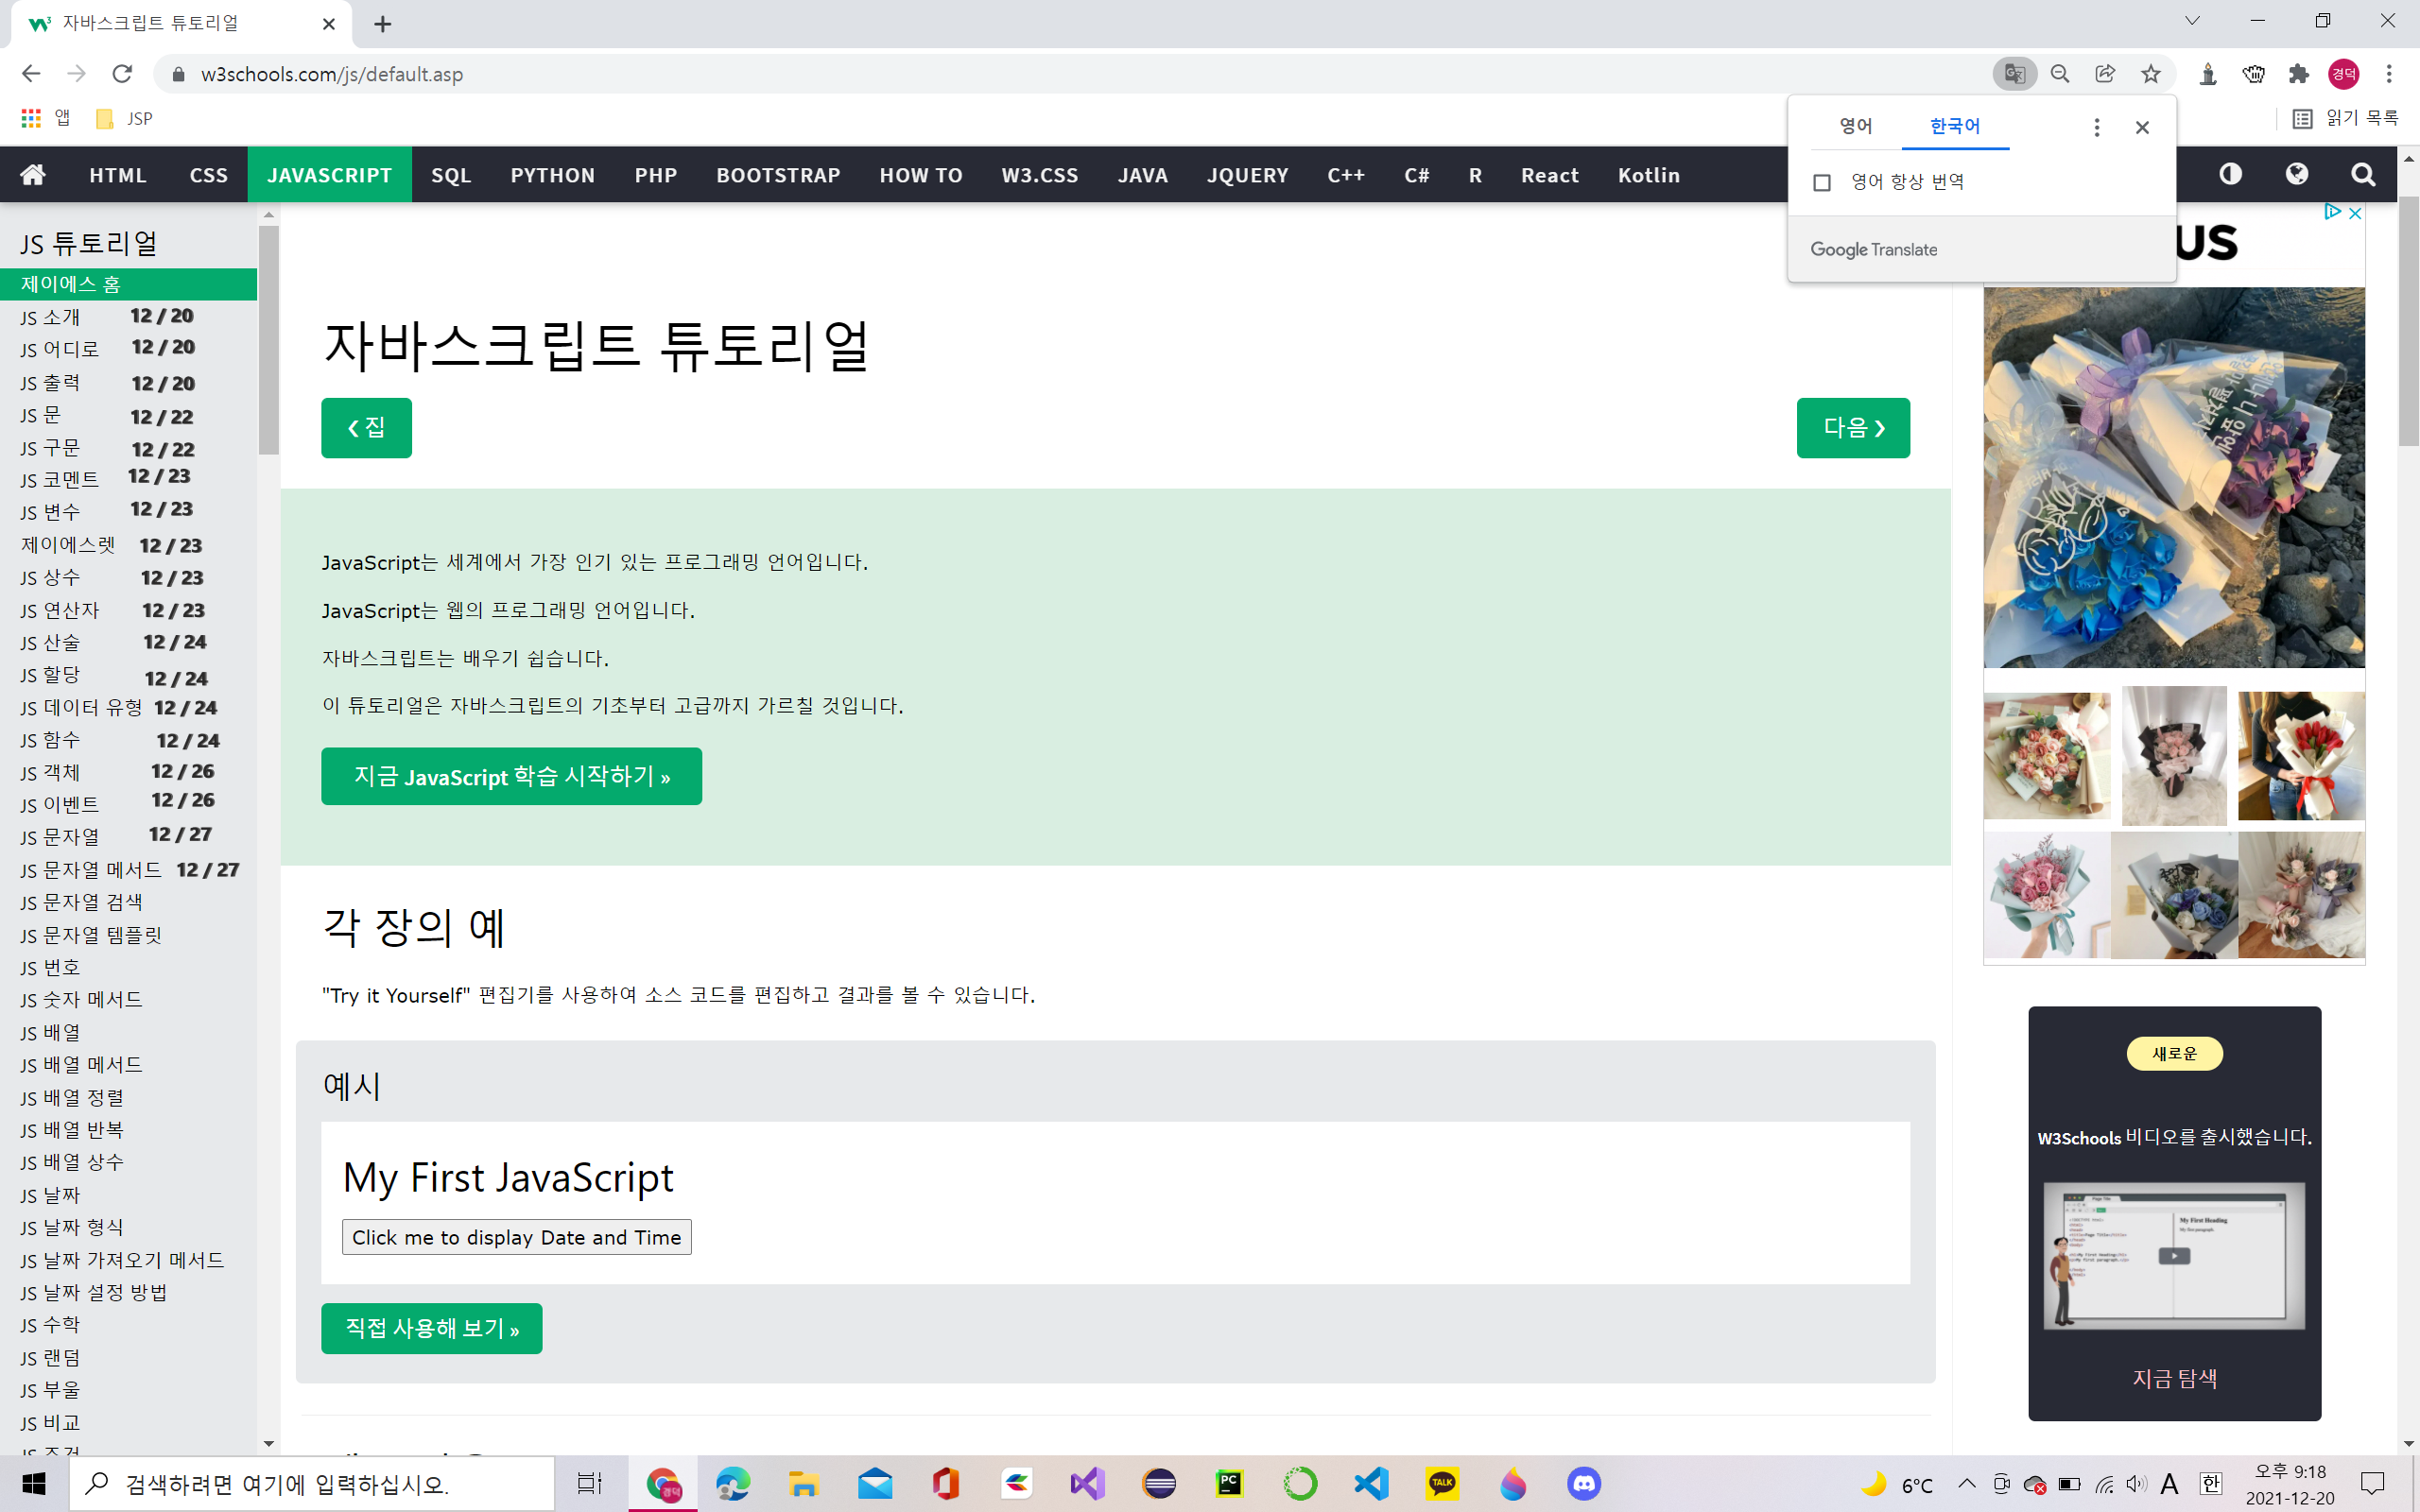 자바스크립트 튜토리얼
w3schools.com/js/default.asp
경덕
앱
JSP
읽기 목록
영어
한국어
영어 항상 번역
Google Translate
HTML
CSS
JAVASCRIPT
SQL
PYTHON
PHP
BOOTSTRAP
HOW TO
W3.CSS
JAVA
JQUERY
C++
C#
R
React
Kotlin
JS 튜토리얼
제이에스 홈
JS 소개 12 / 20
JS 어디로 12 / 20
JS 출력 12 / 20
JS 문 12 / 22
JS 구문 12 / 22
JS 코멘트 12 / 23
JS 변수 12 / 23
제이에스렛 12 / 23
JS 상수 12 / 23
JS 연산자 12 / 23
JS 산술 12 / 24
JS 할당 12 / 24
JS 데이터 유형 12 / 24
JS 함수 12 / 24
JS 객체 12 / 26
JS 이벤트 12 / 26
JS 문자열 12 / 27
JS 문자열 메서드 12 / 27
JS 문자열 검색
JS 문자열 템플릿
JS 번호
JS 숫자 메서드
JS 배열
JS 배열 메서드
JS 배열 정렬
JS 배열 반복
JS 배열 상수
JS 날짜
JS 날짜 형식
JS 날짜 가져오기 메서드
JS 날짜 설정 방법
JS 수학
JS 랜덤
JS 부울
JS 비교
자바스크립트 튜토리얼
❮ 집
다음 ❯
JavaScript는 세계에서 가장 인기 있는 프로그래밍 언어입니다.
JavaScript는 웹의 프로그래밍 언어입니다.
자바스크립트는 배우기 쉽습니다.
이 튜토리얼은 자바스크립트의 기초부터 고급까지 가르칠 것입니다.
지금 JavaScript 학습 시작하기 »
각 장의 예
"Try it Yourself" 편집기를 사용하여 소스 코드를 편집하고 결과를 볼 수 있습니다.
예시
My First JavaScript
Click me to display Date and Time
직접 사용해 보기 »
US
새로운
W3Schools 비디오를 출시했습니다.
My First Heading
지금 탐색
검색하려면 여기에 입력하십시오.
경덕
PC
TALK
6°C
A
한
오후 9:18
2021-12-20